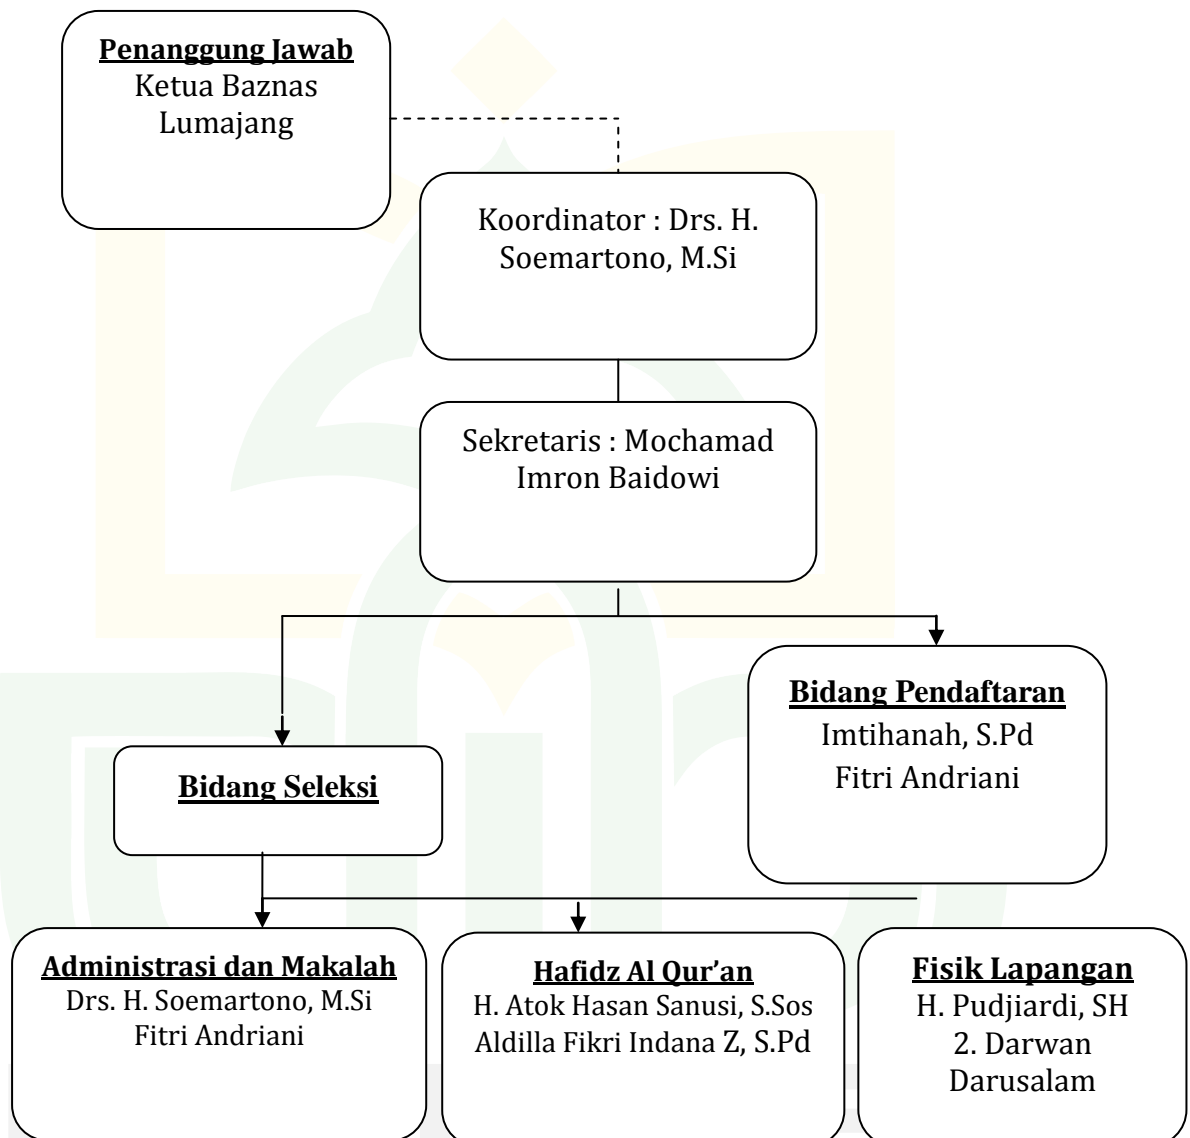 Penanggung Jawab
Ketua Baznas
Lumajang
Koordinator : Drs. H.
Soemartono, M.Si
Sekretaris : Mochamad
Imron Baidowi
Bidang Pendaftaran
Imtihanah, S.Pd
Fitri Andriani
Bidang Seleksi
Administrasi dan Makalah
Drs. H. Soemartono, M.Si
Fitri Andriani
Hafidz Al Qur’an
H. Atok Hasan Sanusi, S.Sos
Aldilla Fikri Indana Z, S.Pd
Fisik Lapangan
H. Pudjiardi, SH
2. Darwan
Darusalam